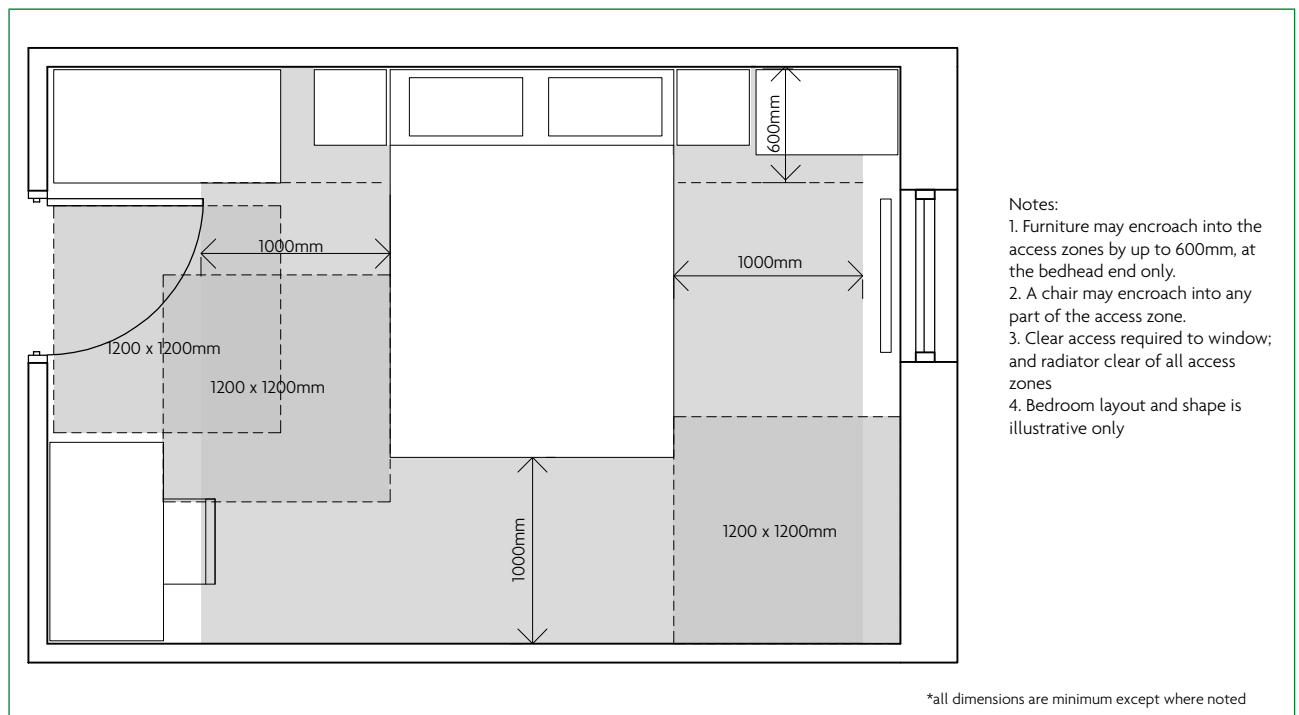 600mm
1000mm
1000mm
1200 x 1200mm
1200 x 1200mm
1000mm
1200 x 1200mm
Notes:
1. Furniture may encroach into the
access zones by up to 600mm, at
the bedhead end only.
2. A chair may encroach into any
part of the access zone.
3. Clear access required to window;
and radiator clear of all access
zones
4. Bedroom layout and shape is
illustrative only
*all dimensions are minimum except where noted